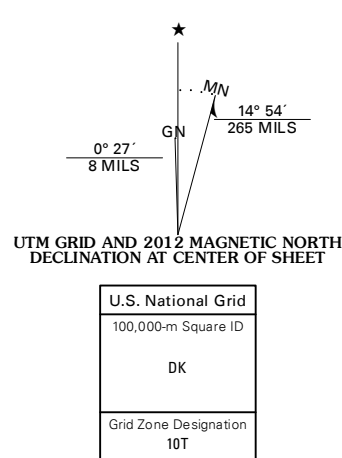 ★
MN
GN
14° 54´
265 MILS
0° 27´
8 MILS
UTM GRID AND 2012 MAGNETIC NORTH
DECLINATION AT CENTER OF SHEET
U.S. National Grid
100,000-m Square ID
DK
Grid Zone Designation
10T